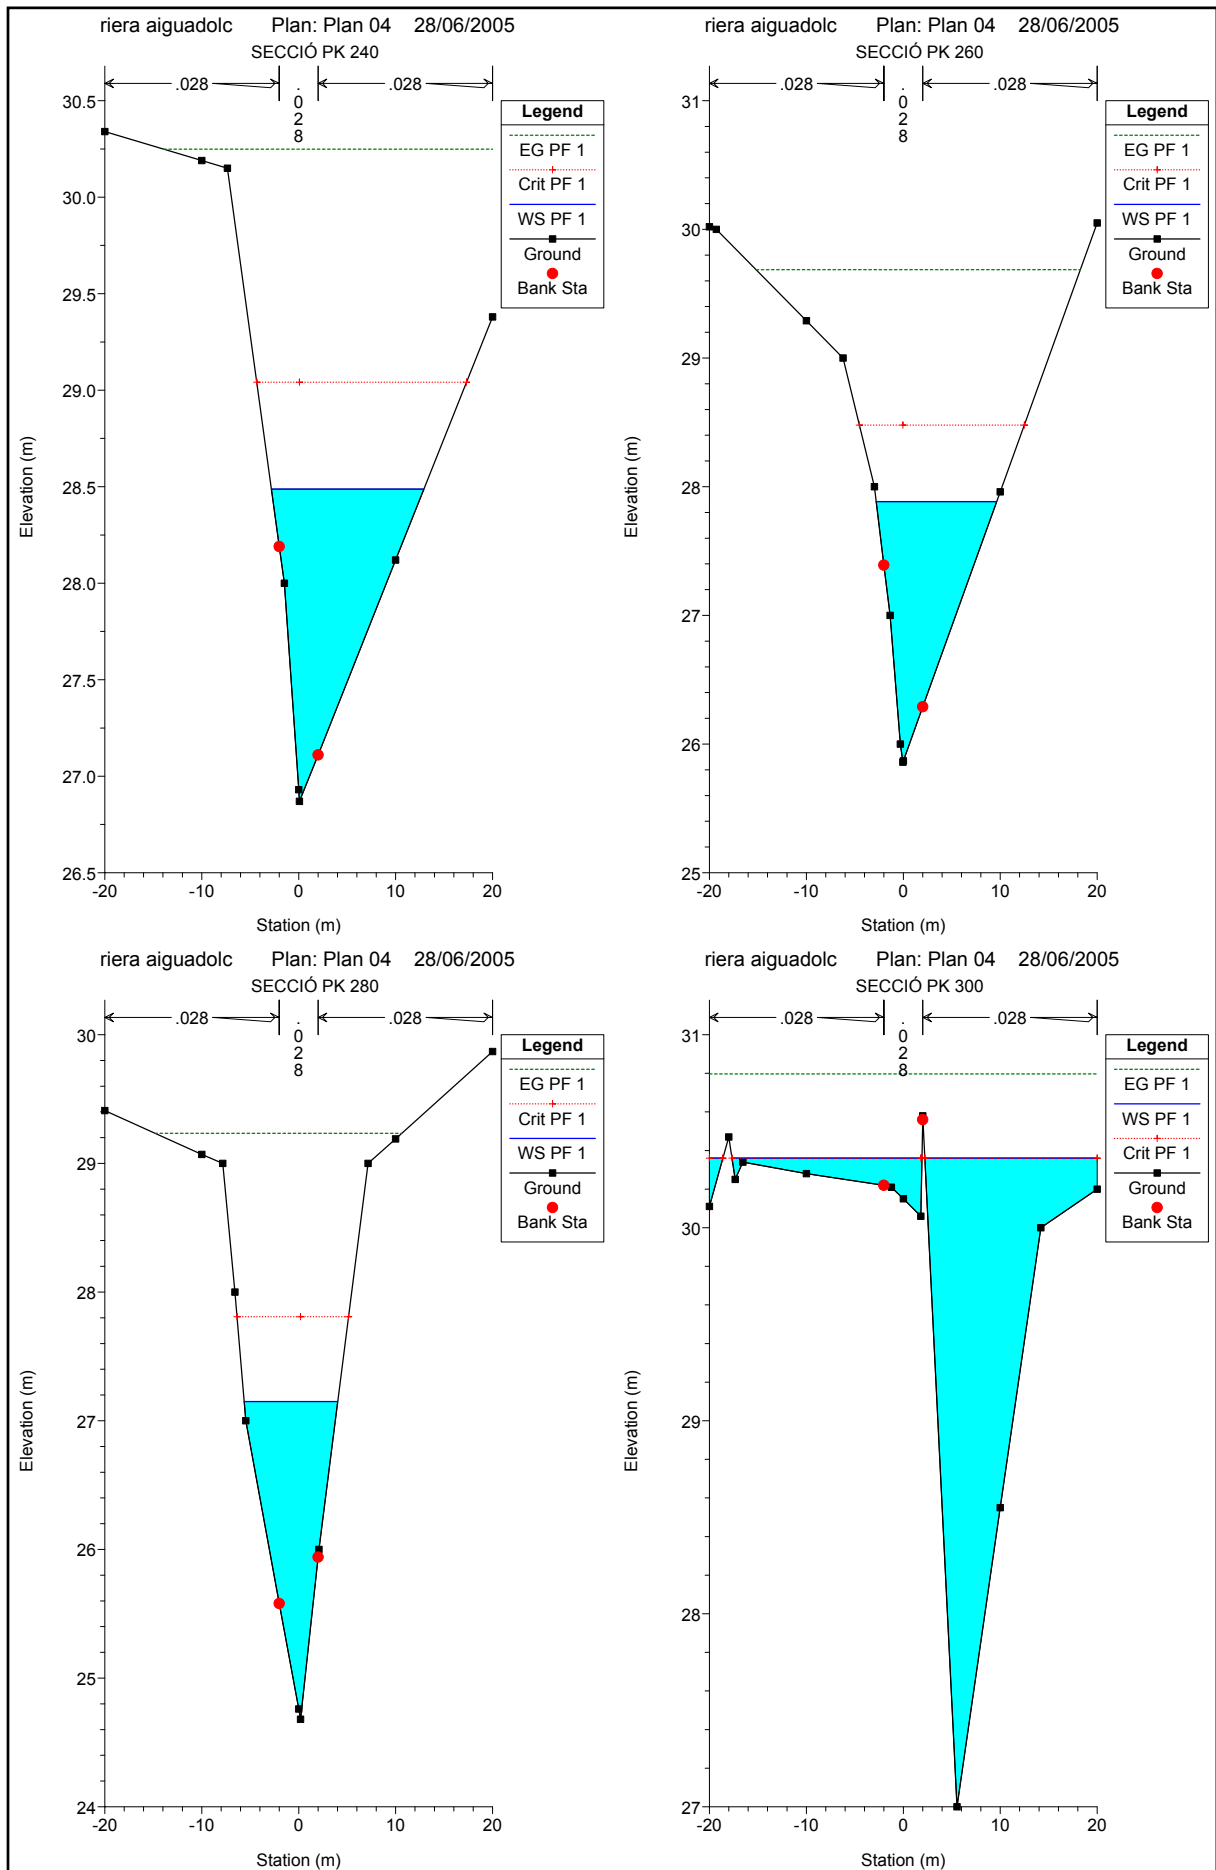 riera aiguadolc Plan: Plan 04 28/06/2005
SECCIÓ PK 240
.028
.028
.028
Legend
EG PF 1
Crit PF 1
WS PF 1
Ground
Bank Sta
30.5
30.0
29.5
29.0
28.5
28.0
27.5
27.0
26.5
Elevation (m)
-20 -10 0 10 20
Station (m)
riera aiguadolc Plan: Plan 04 28/06/2005
SECCIÓ PK 260
.028
.028
.028
Legend
EG PF 1
Crit PF 1
WS PF 1
Ground
Bank Sta
31
30
29
28
27
26
25
Elevation (m)
-20 -10 0 10 20
Station (m)
riera aiguadolc Plan: Plan 04 28/06/2005
SECCIÓ PK 280
.028
.028
.028
Legend
EG PF 1
Crit PF 1
WS PF 1
Ground
Bank Sta
30
29
28
27
26
25
24
Elevation (m)
-20 -10 0 10 20
Station (m)
riera aiguadolc Plan: Plan 04 28/06/2005
SECCIÓ PK 300
.028
.028
.028
Legend
EG PF 1
WS PF 1
Crit PF 1
Ground
Bank Sta
31
30
29
28
27
Elevation (m)
-20 -10 0 10 20
Station (m)